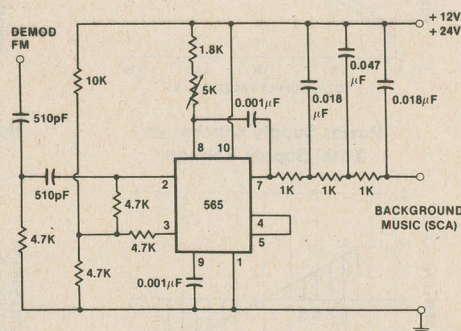 DEMOD
FM
+ 12V
+ 24V
1.8K
10K
5K
0.001µF
0.047
µF
0.018
µF
0.018µF
510pF
510pF
8
10
2
7
565
1K
1K
1K
4.7K
3
4
5
4.7K
4.7K
4.7K
9
1
0.001µF
BACKGROUND
MUSIC (SCA)